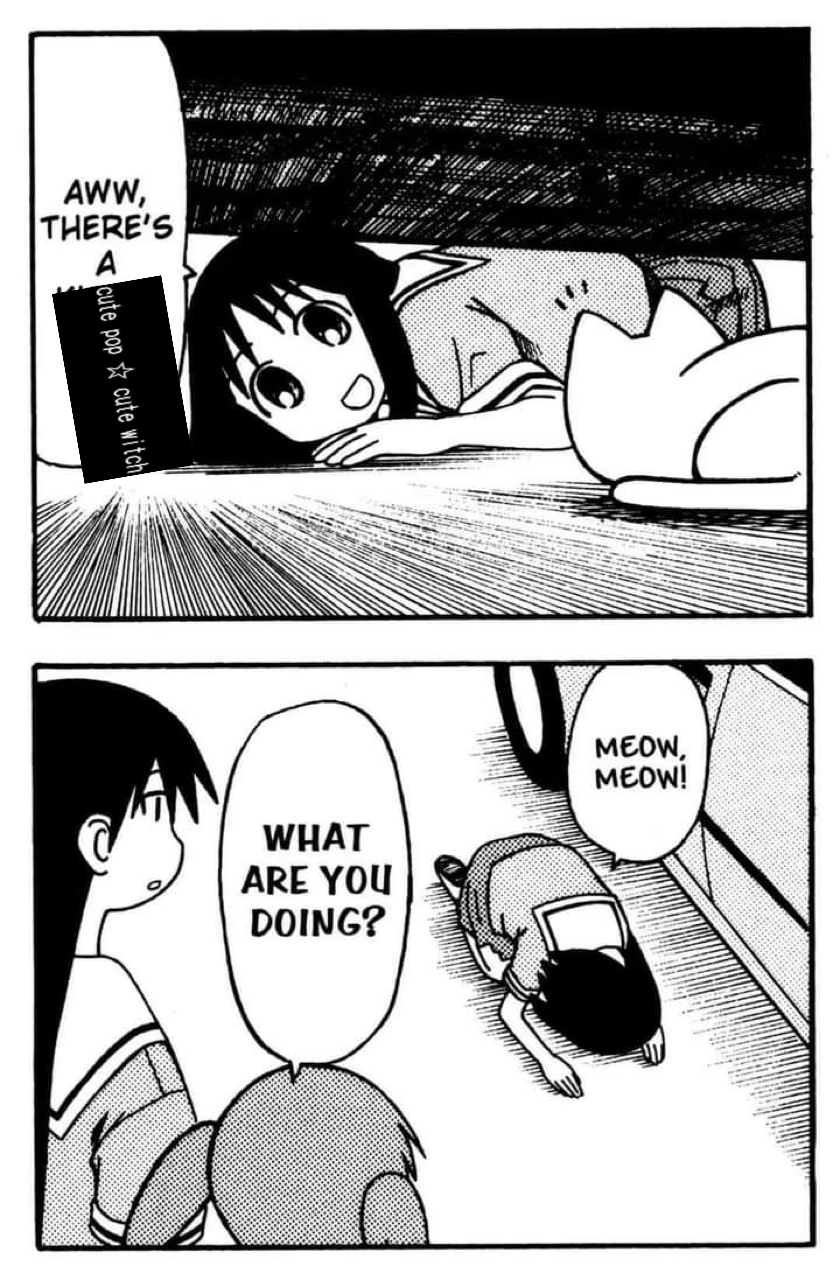 AWW,
THERE'S
A
cute pop ☆ cute witch
MEOW,
MEOW!
WHAT
ARE YOU
DOING?